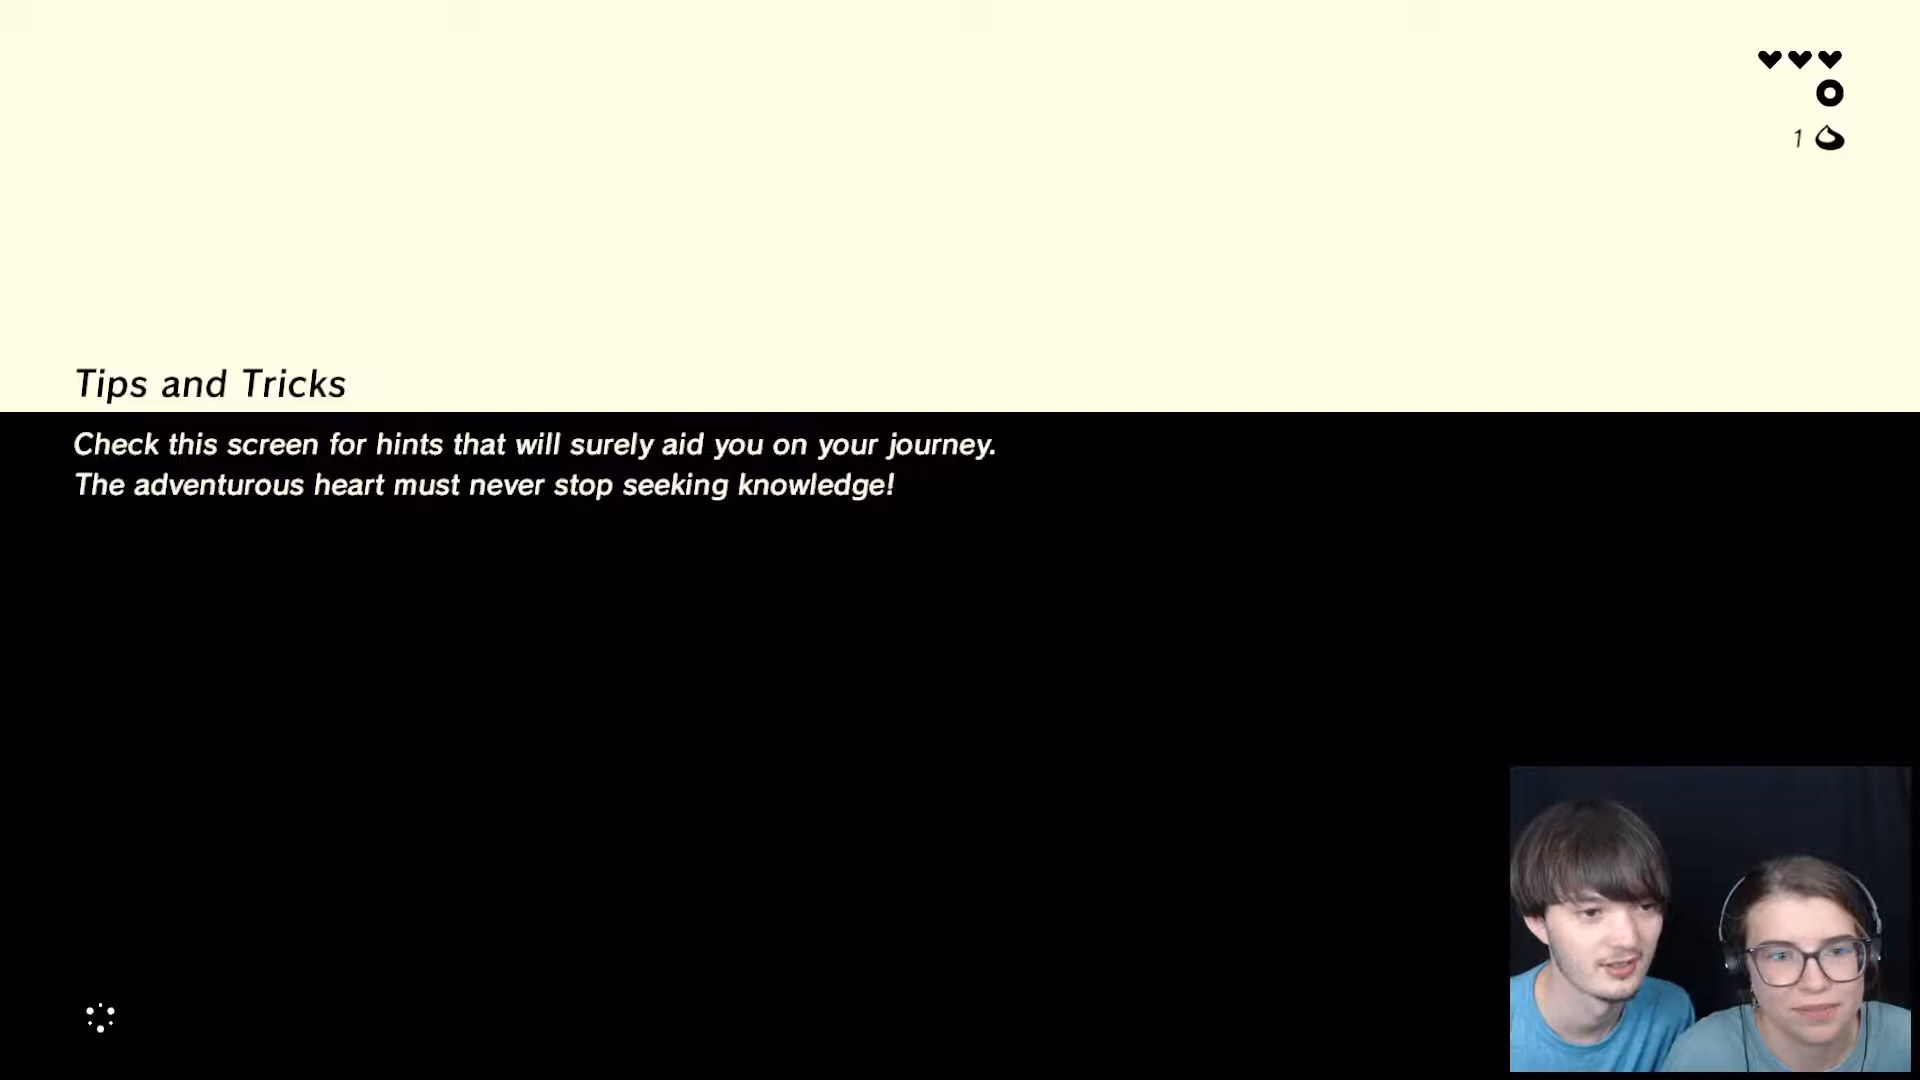 1
Tips and Tricks
Check this screen for hints that will surely aid you on your journey.
The adventurous heart must never stop seeking knowledge!